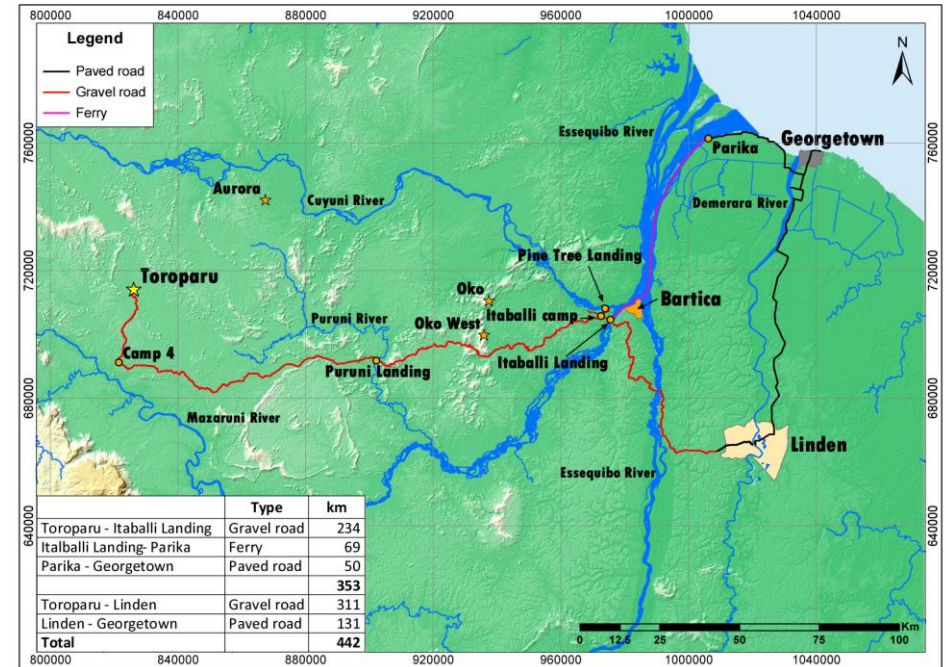 800000 840000 880000 920000 960000 1000000 1040000
Legend
Paved road
Gravel road
Ferry
N
760000
760000
Essequibo River
Georgetown
Parika
Aurora
Cuyuni River
Demerara River
720000
720000
Toroparu
Pine Tree Landing
Oko
Bartica
Itaballi camp
Puruni River
Oko West
Camp 4
Puruni Landing
Itaballi Landing
680000
680000
Mazaruni River
Linden
Essequibo River
640000
640000
Type km
Toroparu - Itaballi Landing Gravel road 234
Italballi Landing- Parika Ferry 69
Parika - Georgetown Paved road 50
353
Toroparu - Linden Gravel road 311
Linden - Georgetown Paved road 131
Total 442
Km
0 12.5 25 50 75 100
800000 840000 880000 920000 960000 1000000 1040000